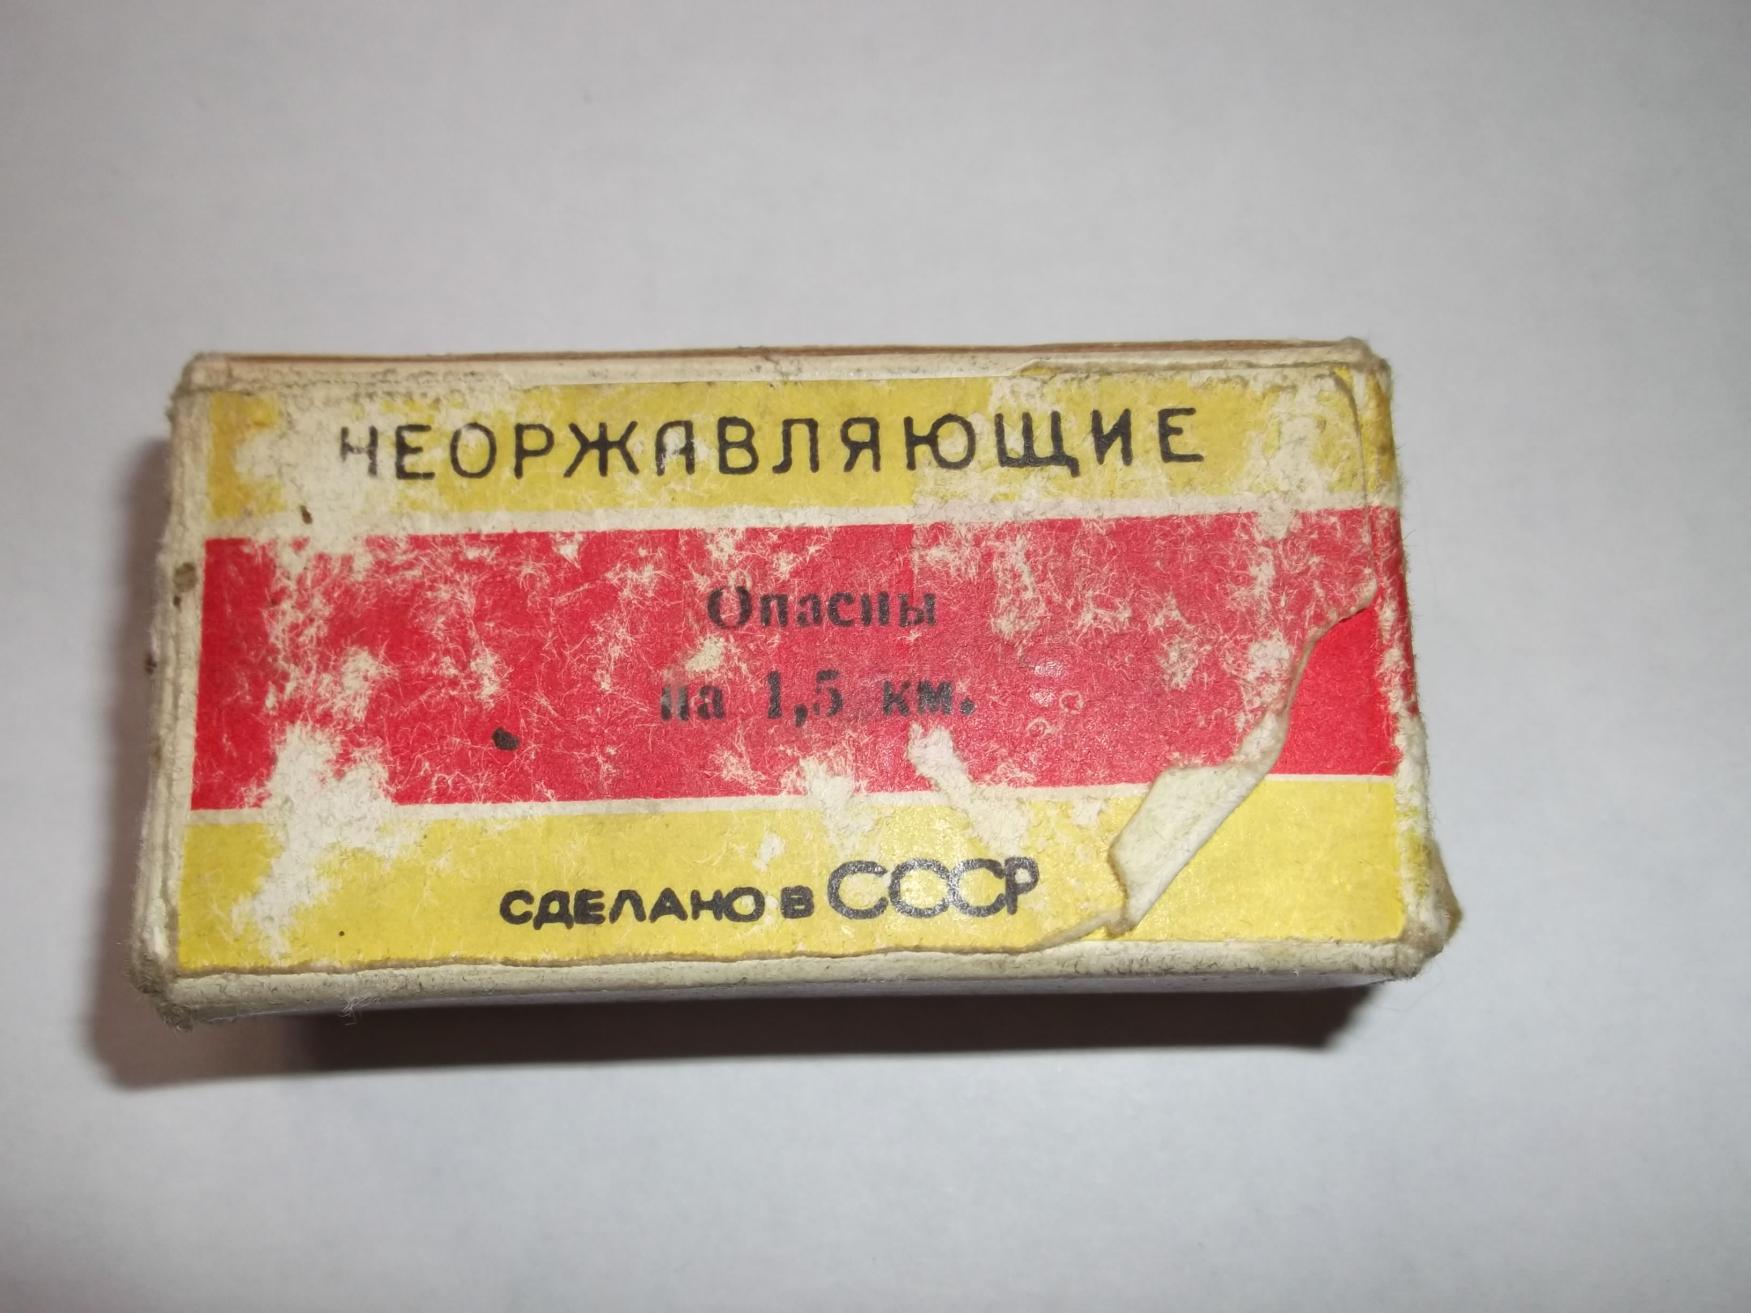 НЕОРЖАВЛЯЮЩИЕ
Опасны
на 1,5 км.
СДЕЛАНО В СССР